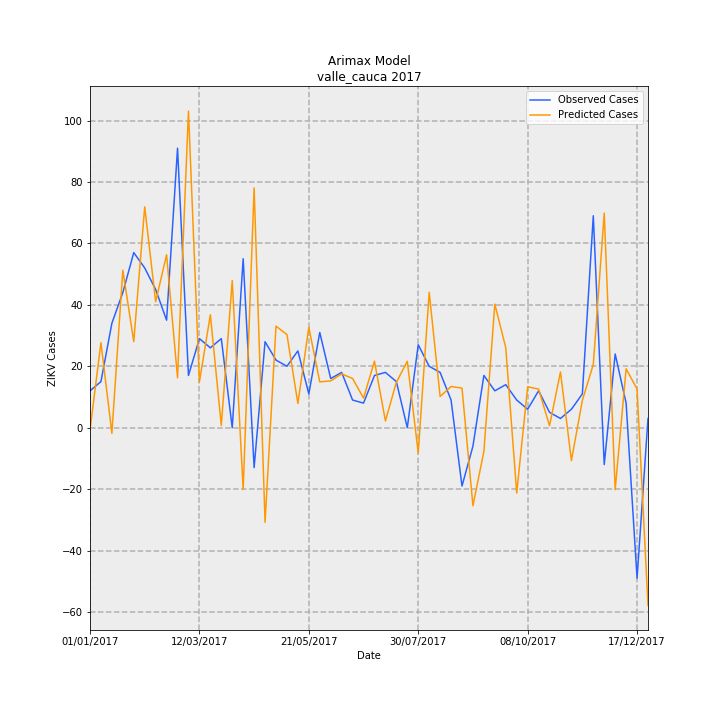 Arimax Model
valle_cauca 2017
Observed Cases
Predicted Cases
ZIKV Cases
100
80
60
40
20
0
−20
−40
−60
01/01/2017 12/03/2017 21/05/2017 30/07/2017 08/10/2017 17/12/2017
Date